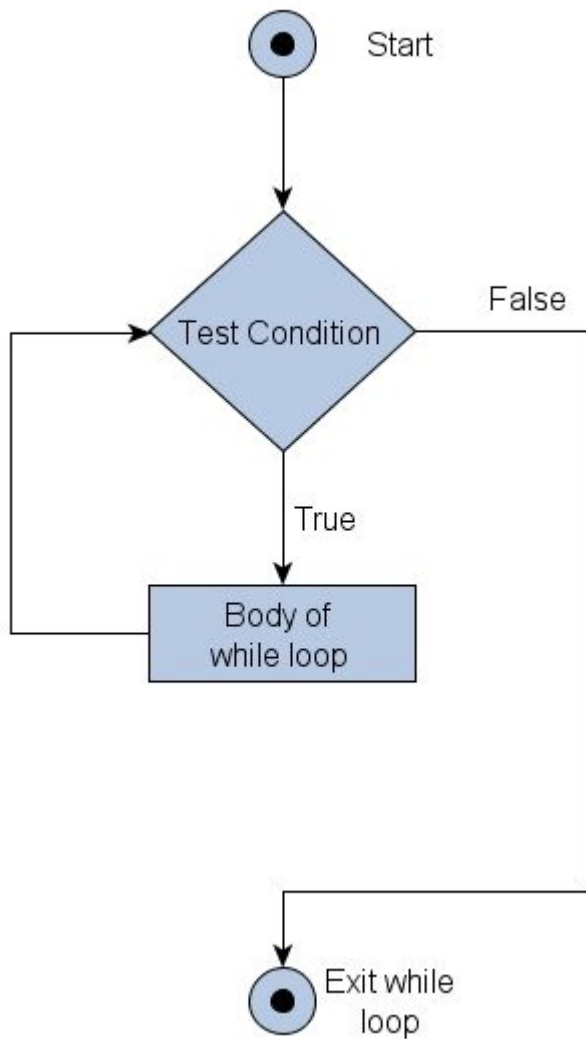 Start
Test Condition
False
True
Body of
while loop
Exit while
loop